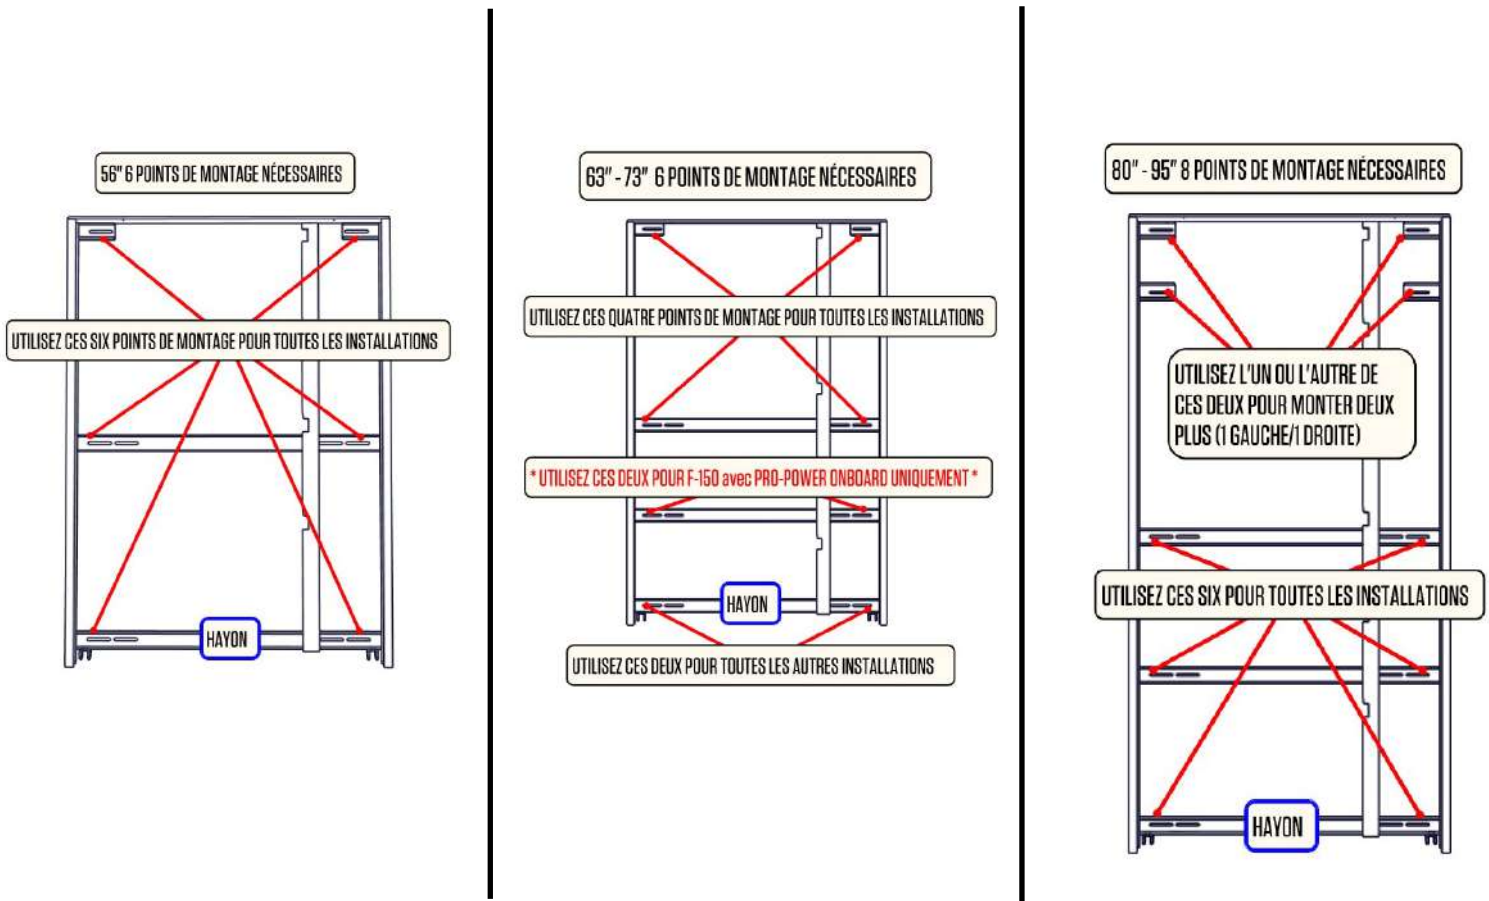 56" 6 POINTS DE MONTAGE NÉCESSAIRES
UTILISEZ CES SIX POINTS DE MONTAGE POUR TOUTES LES INSTALLATIONS
HAYON
63" - 73" 6 POINTS DE MONTAGE NÉCESSAIRES
UTILISEZ CES QUATRE POINTS DE MONTAGE POUR TOUTES LES INSTALLATIONS
* UTILISEZ CES DEUX POUR F-150 avec PRO-POWER ONBOARD UNIQUEMENT *
HAYON
UTILISEZ CES DEUX POUR TOUTES LES AUTRES INSTALLATIONS
80" - 95" 8 POINTS DE MONTAGE NÉCESSAIRES
UTILISEZ L'UN OU L'AUTRE DE
CES DEUX POUR MONTER DEUX
PLUS (1 GAUCHE/1 DROITE)
UTILISEZ CES SIX POUR TOUTES LES INSTALLATIONS
HAYON